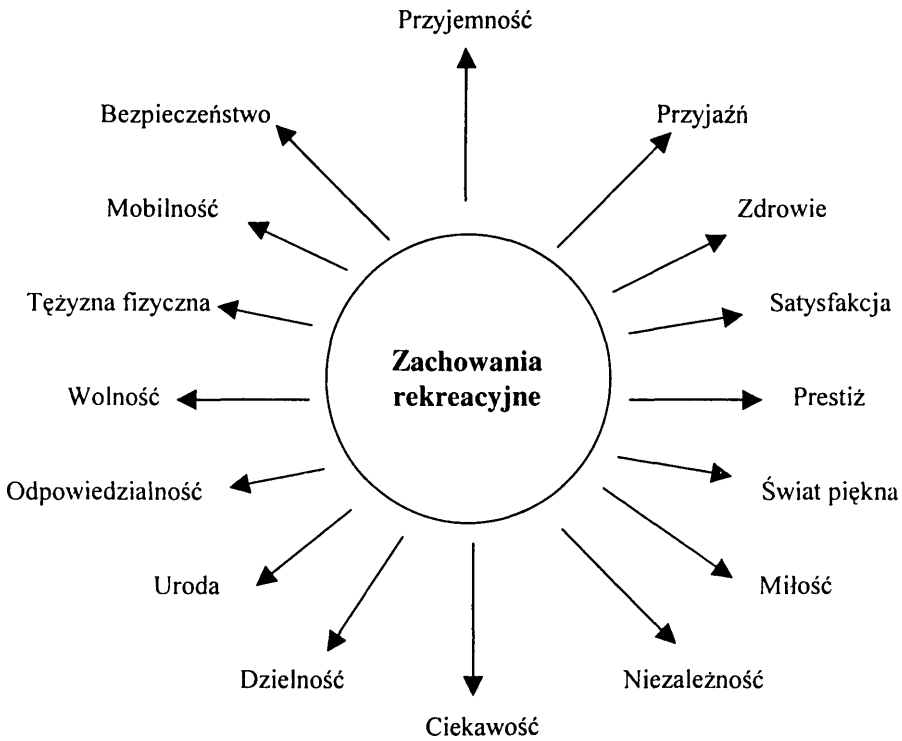 Przyjemność
Bezpieczeństwo
Przyjaźń
Mobilność
Zdrowie
Tężyzna fizyczna
Satysfakcja
Zachowania
rekreacyjne
Wolność
Prestiż
Odpowiedzialność
Świat piękna
Uroda
Miłość
Dzielność
Niezależność
Ciekawość